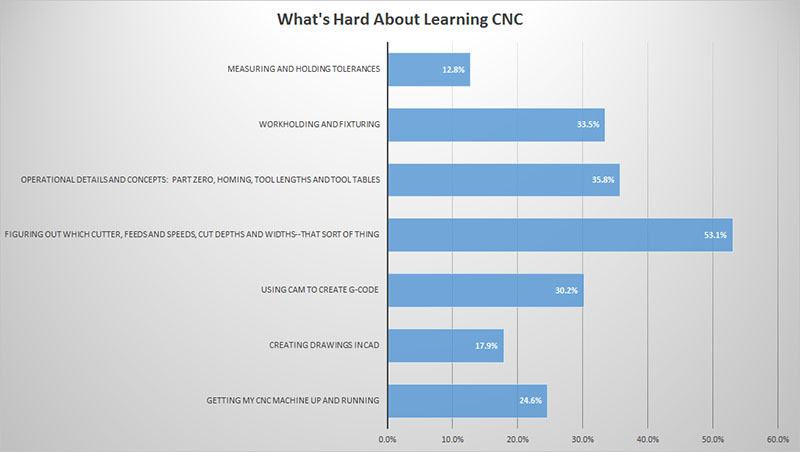 What's Hard About Learning CNC
MEASURING AND HOLDING TOLERANCES
12.8%
WORKHOLDING AND FIXTURING
33.5%
OPERATIONAL DETAILS AND CONCEPTS:  PART ZERO, HOMING, TOOL LENGTHS AND TOOL TABLES
35.8%
FIGURING OUT WHICH CUTTER, FEEDS AND SPEEDS, CUT DEPTHS AND WIDTHS--THAT SORT OF THING
53.1%
USING CAM TO CREATE G-CODE
30.2%
CREATING DRAWINGS IN CAD
17.9%
GETTING MY CNC MACHINE UP AND RUNNING
24.6%
0.0% 10.0% 20.0% 30.0% 40.0% 50.0% 60.0%